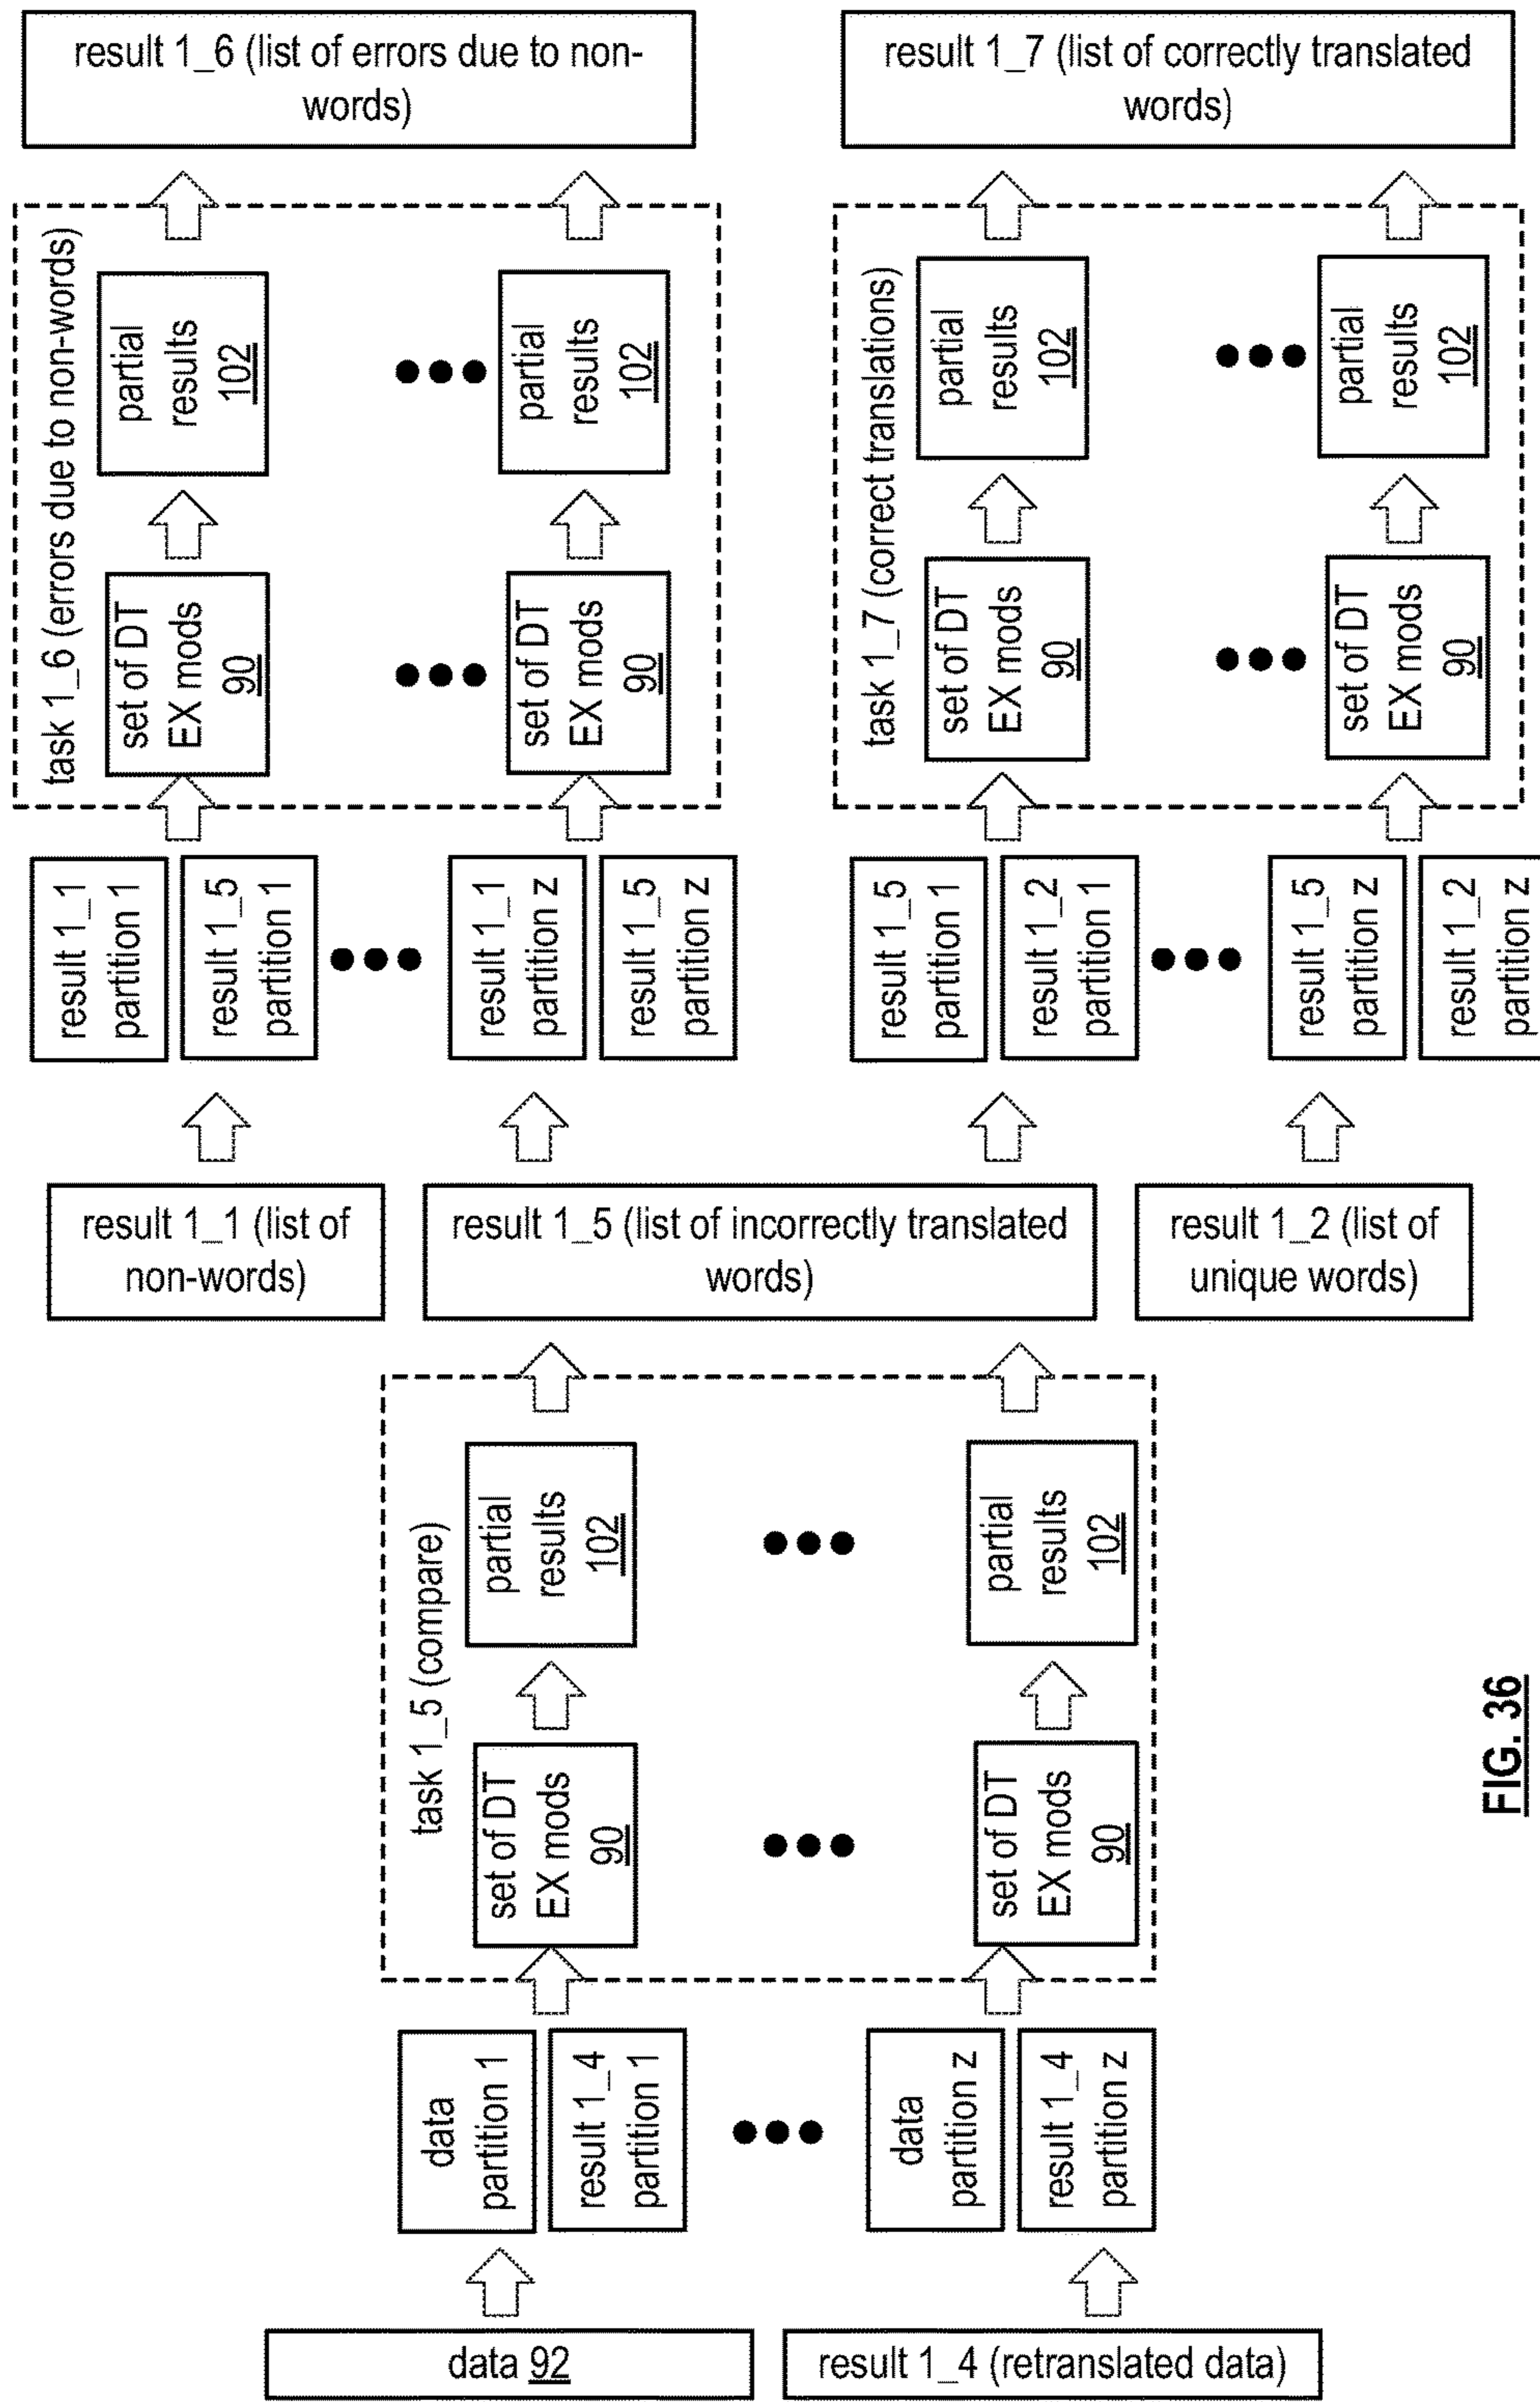 data 92
result 1_4 (retranslated data)
data
partition 1
result 1_4
partition 1
data
partition z
result 1_4
partition z
task 1_5 (compare)
set of DT
EX mods
90
partial
results
102
set of DT
EX mods
90
partial
results
102
result 1_1 (list of
non-words)
result 1_5 (list of incorrectly translated
words)
result 1_2 (list of
unique words)
result 1_1
partition 1
result 1_5
partition 1
result 1_1
partition z
result 1_5
partition z
task 1_6 (errors due to non-words)
set of DT
EX mods
90
partial
results
102
set of DT
EX mods
90
partial
results
102
result 1_6 (list of errors due to non-
words)
result 1_5
partition 1
result 1_2
partition 1
result 1_5
partition z
result 1_2
partition z
task 1_7 (correct translations)
set of DT
EX mods
90
partial
results
102
set of DT
EX mods
90
partial
results
102
result 1_7 (list of correctly translated
words)
FIG. 36